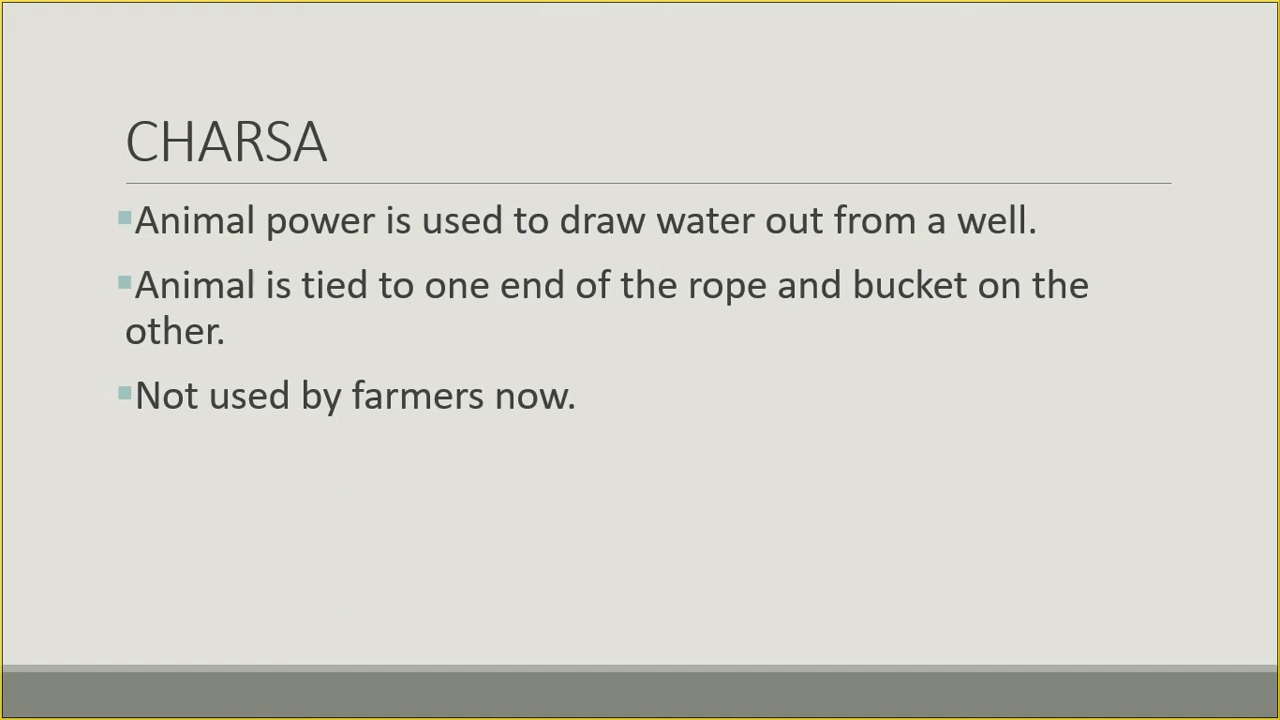 CHARSA
▪Animal power is used to draw water out from a well.
▪Animal is tied to one end of the rope and bucket on the
other.
▪Not used by farmers now.